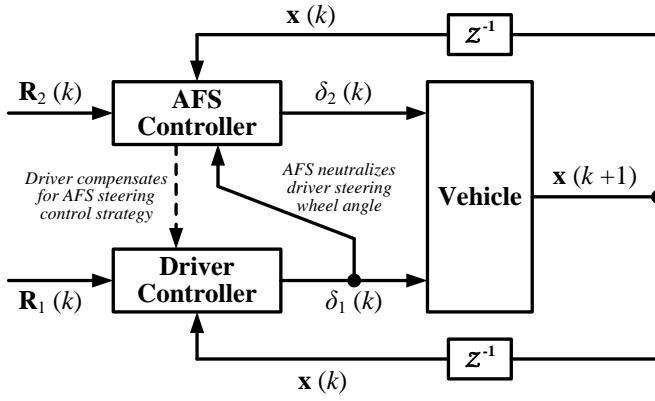 x (k)
z-1
R2 (k)
AFS
Controller
δ2 (k)
Driver compensates
for AFS steering
control strategy
AFS neutralizes
driver steering
wheel angle
Vehicle
x (k +1)
Driver
Controller
R1 (k)
δ1 (k)
z-1
x (k)